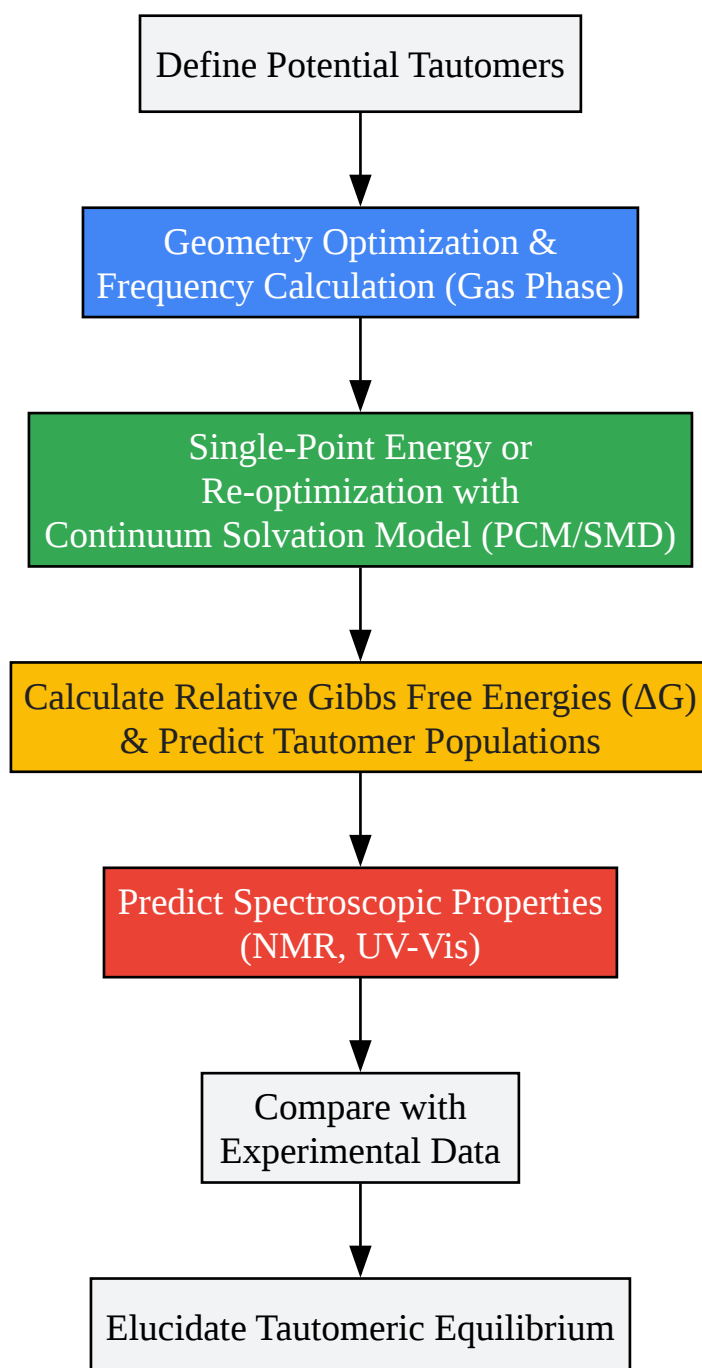 Define Potential Tautomers
Geometry Optimization &
Frequency Calculation (Gas Phase)
Single-Point Energy or
Re-optimization with
Continuum Solvation Model (PCM/SMD)
Calculate Relative Gibbs Free Energies (ΔG)
& Predict Tautomer Populations
Predict Spectroscopic Properties
(NMR, UV-Vis)
Compare with
Experimental Data
Elucidate Tautomeric Equilibrium